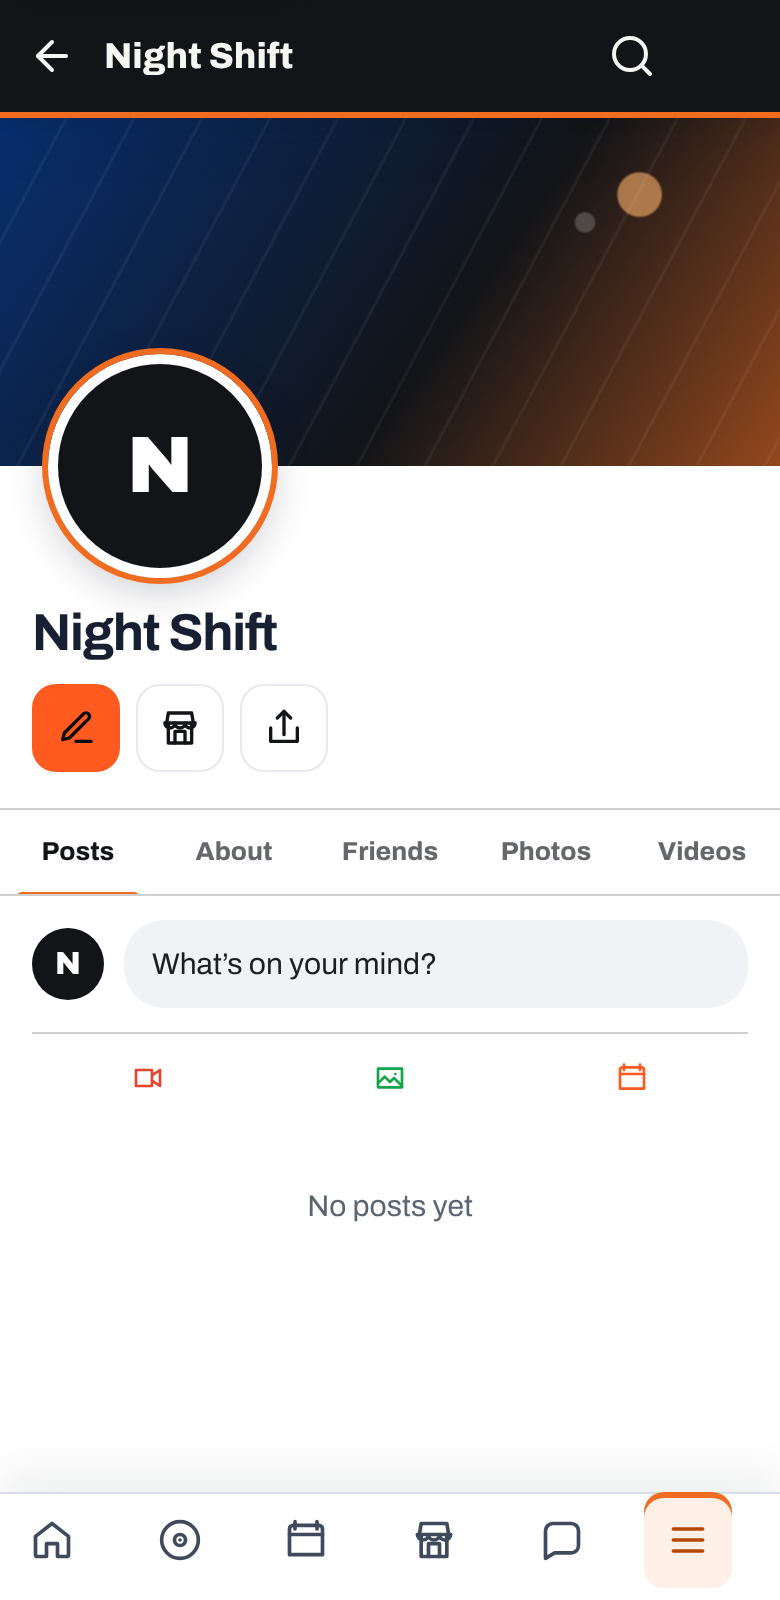 Night Shift
N
Night Shift
Posts About Friends Photos Videos
N
What’s on your mind?
No posts yet